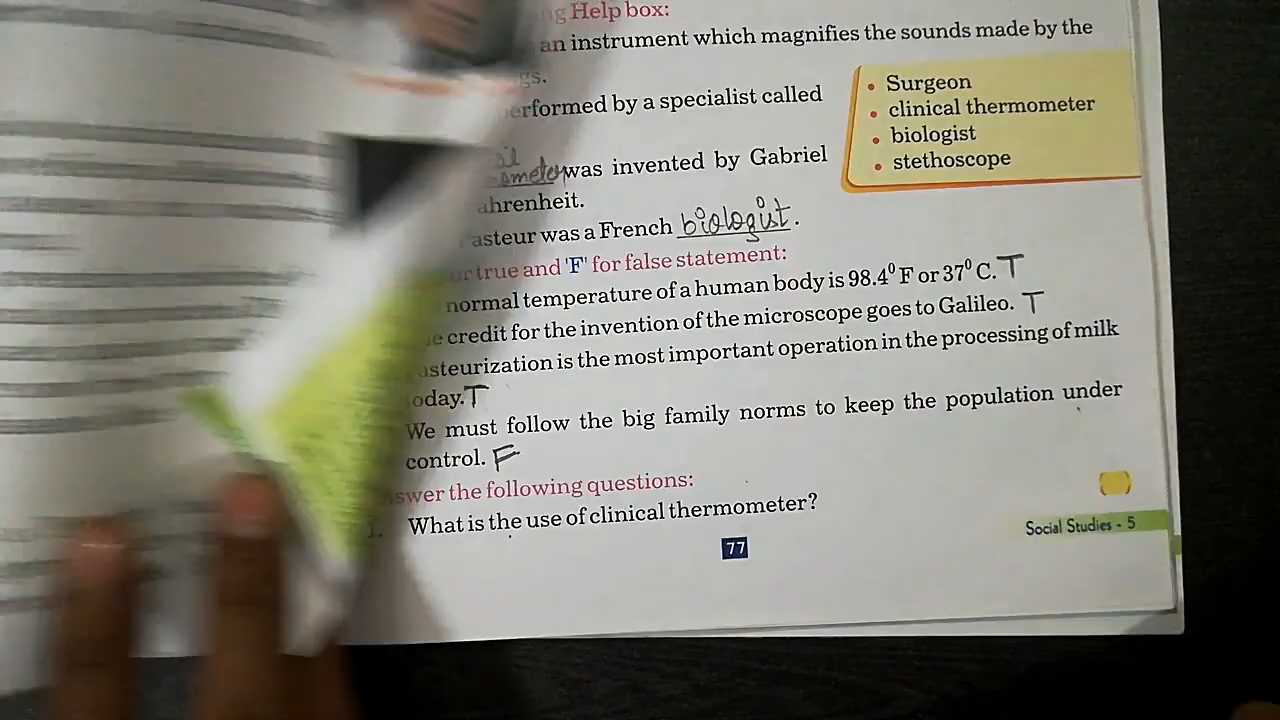 Help box:
an instrument which magnifies the sounds made by the
performed by a specialist called
was invented by Gabriel
ahrenheit.
asteur was a French biologist.
true and 'F' for false statement:
normal temperature of a human body is 98.4⁰ F or 37⁰ C. T
credit for the invention of the microscope goes to Galileo. T
asteurization is the most important operation in the processing of milk
oday. T
We must follow the big family norms to keep the population under
control. F
swer the following questions:
What is the use of clinical thermometer?
• Surgeon
• clinical thermometer
• biologist
• stethoscope
Social Studies - 5
77